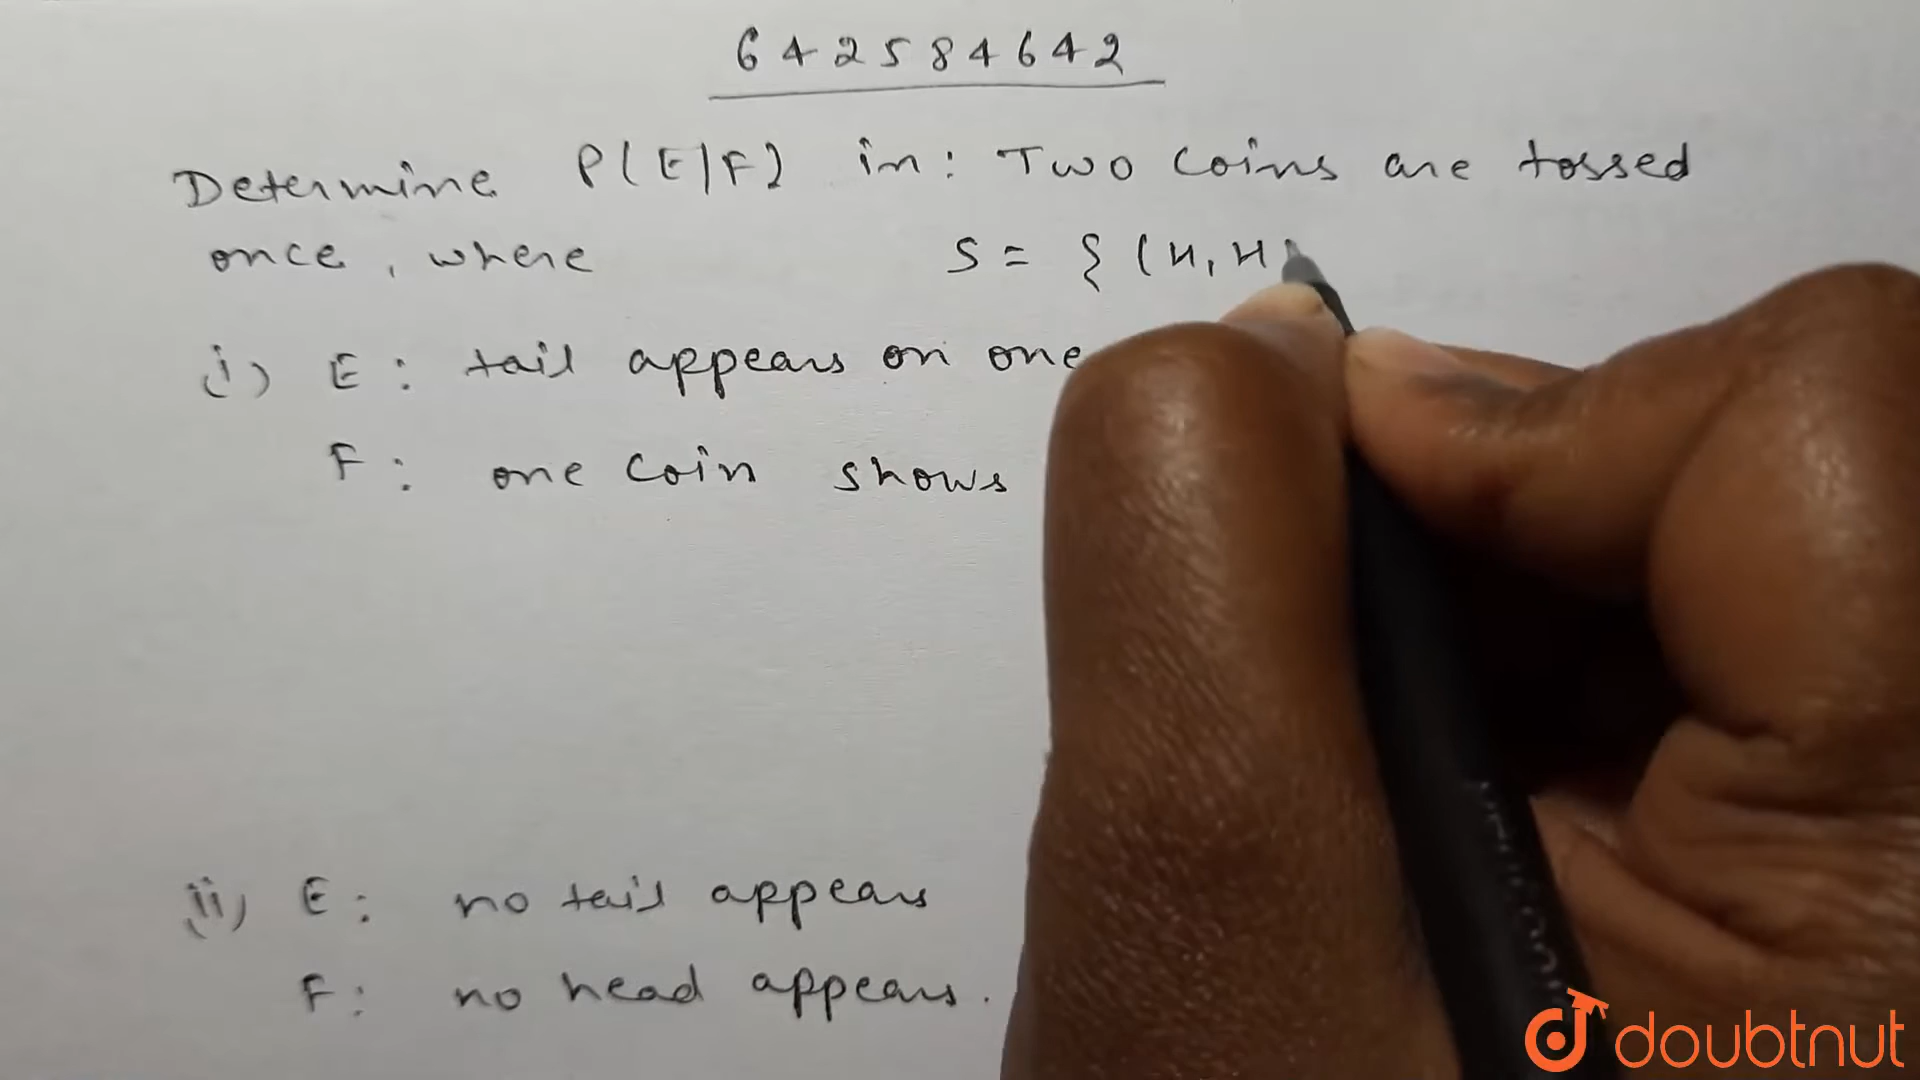 642584642
Determine P(E/F) in: Two coins are tossed
once, where S = { (H, H)
(i) E: tail appears on one
F: one coin shows
(ii) E: no tail appears
F: no head appears.
doubtnut